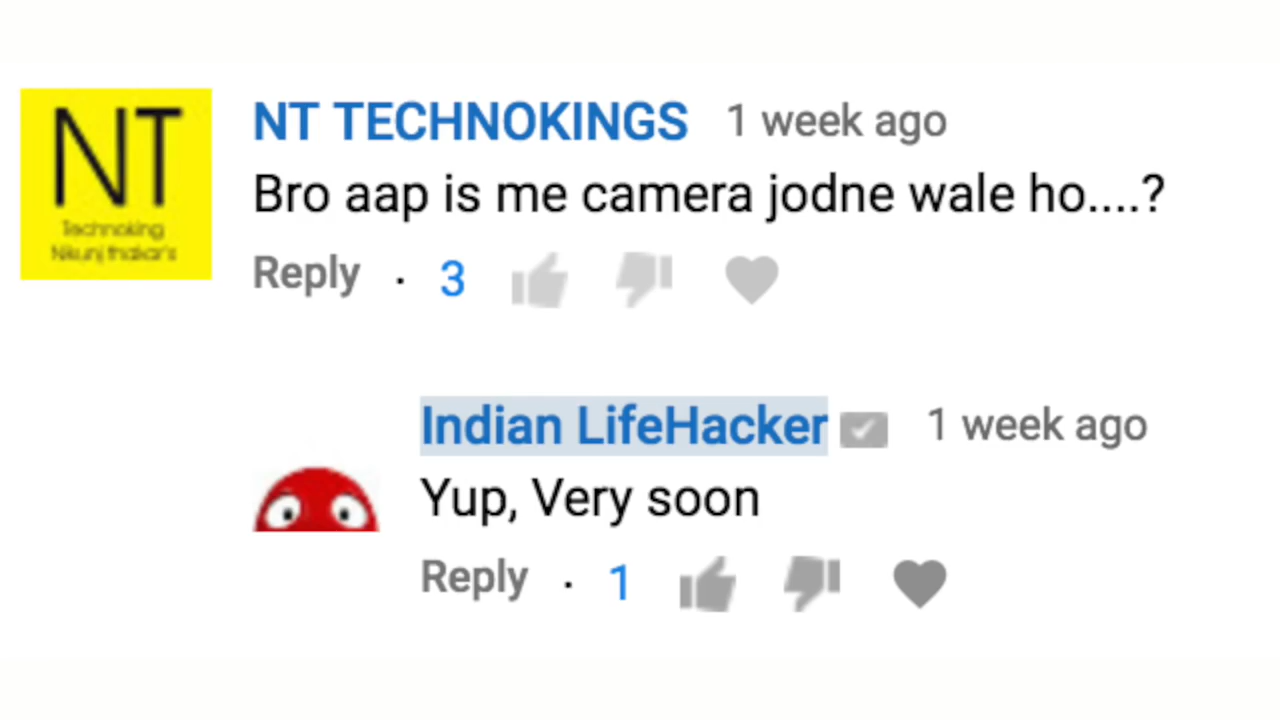 NT
Technoking
Nikunj thakar's
NT TECHNOKINGS 1 week ago
Bro aap is me camera jodne wale ho....?
Reply · 3
Indian LifeHacker 1 week ago
Yup, Very soon
Reply · 1